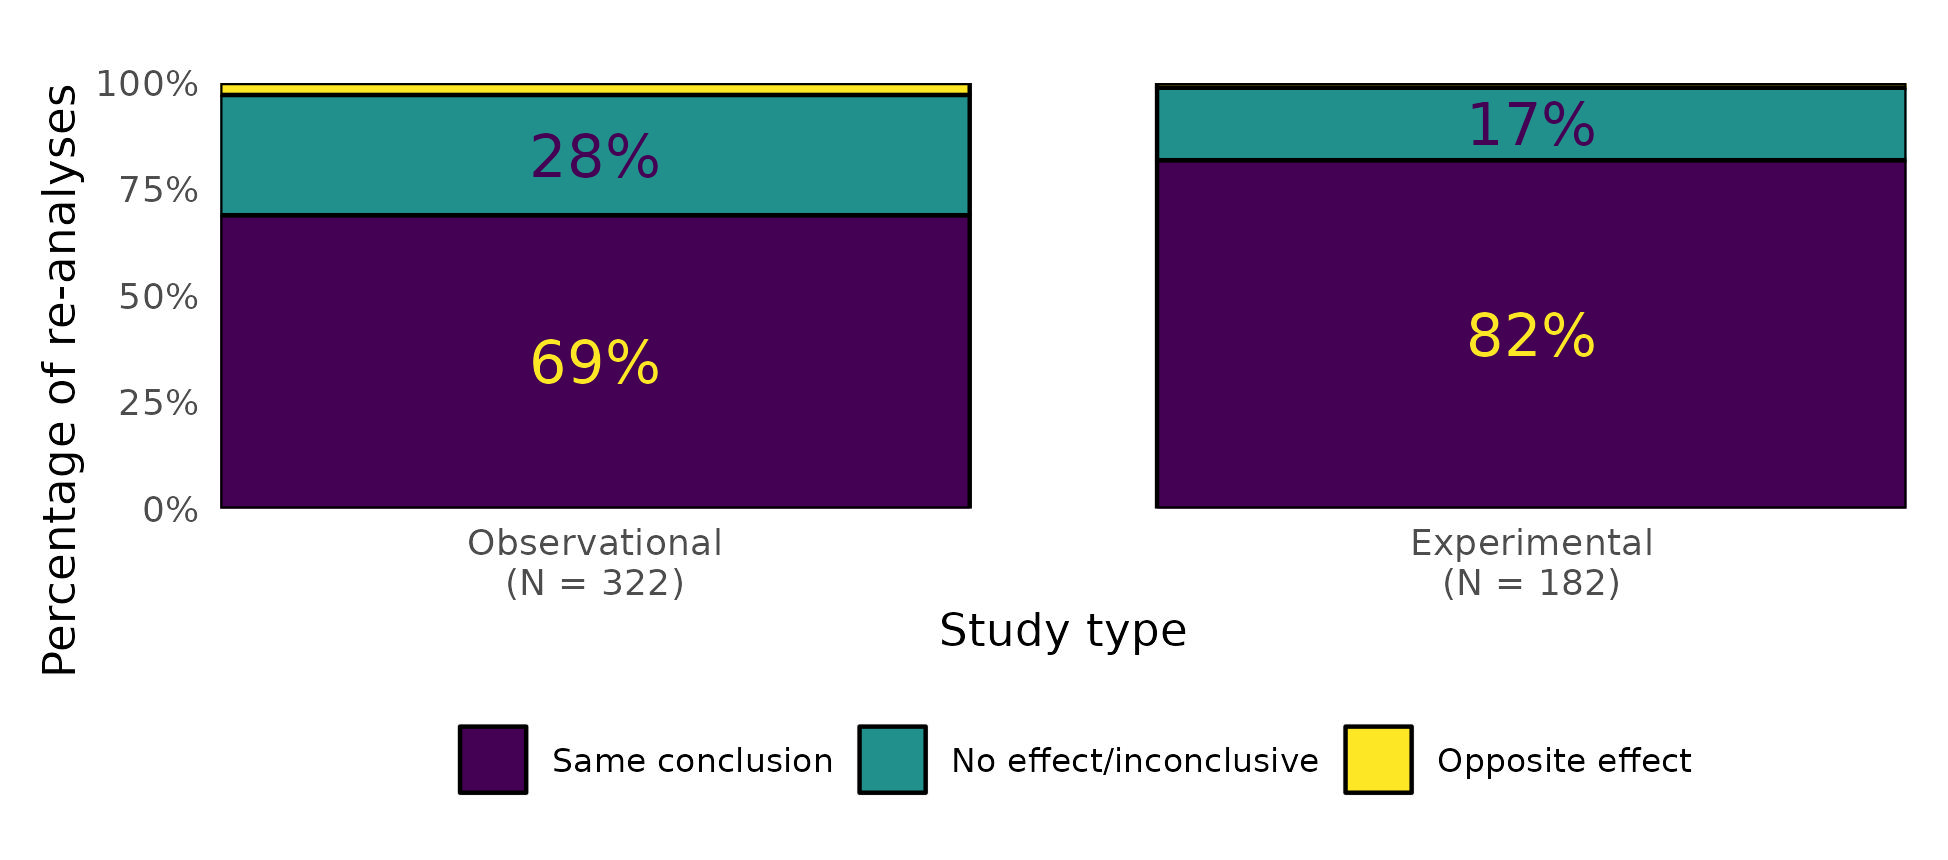 Percentage of re-analyses
100%
75%
50%
25%
0%
28%
69%
17%
82%
Observational
(N = 322)
Experimental
(N = 182)
Study type
Same conclusion
No effect/inconclusive
Opposite effect